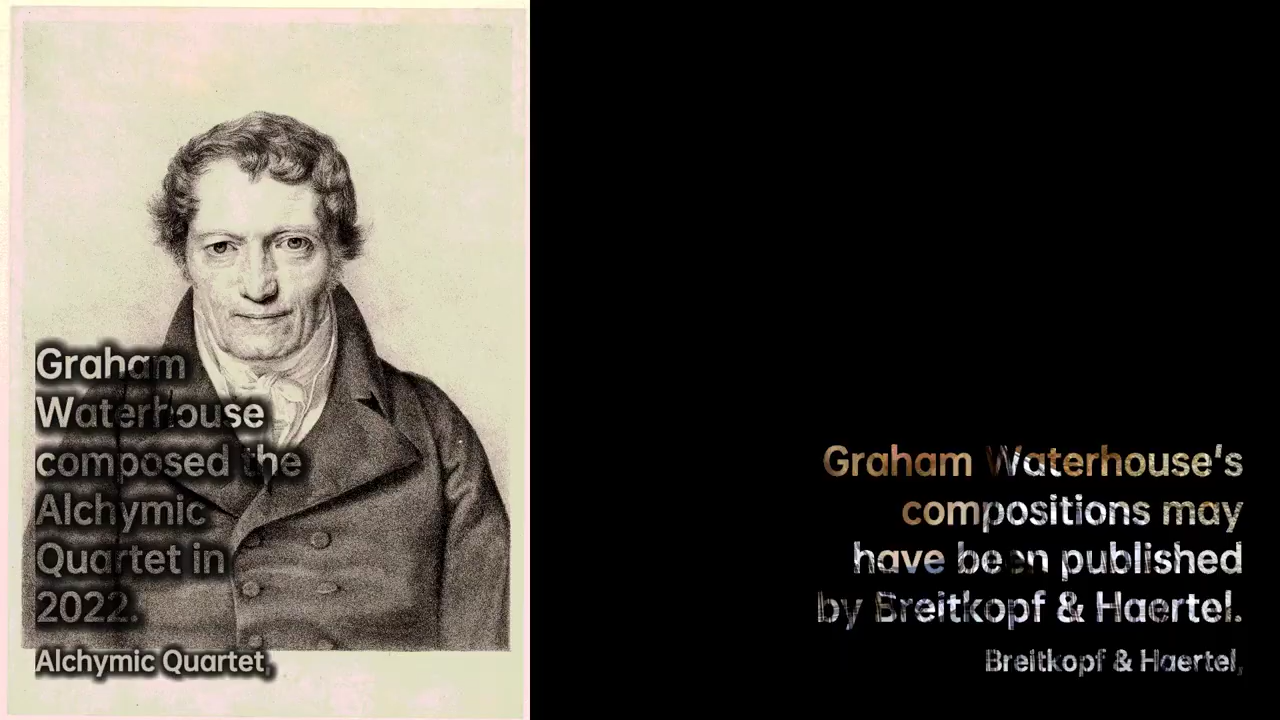 Graham
Waterhouse
composed the
Alchymic
Quartet in
2022.
Alchymic Quartet,
Graham Waterhouse's
compositions may
have been published
by Breitkopf & Haertel.
Breitkopf & Haertel,